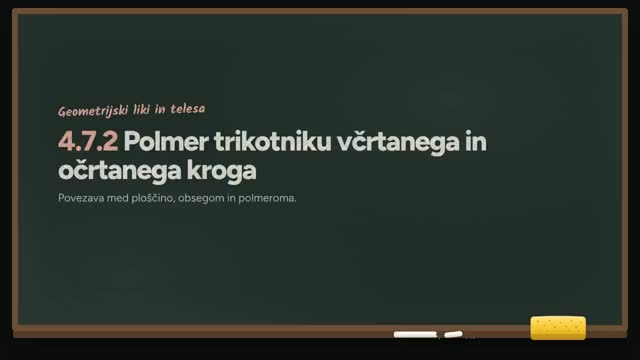 Geometrijski liki in telesa
4.7.2 Polmer trikotniku včrtanega in
očrtanega kroga
Povezava med ploščino, obsegom in polmeroma.